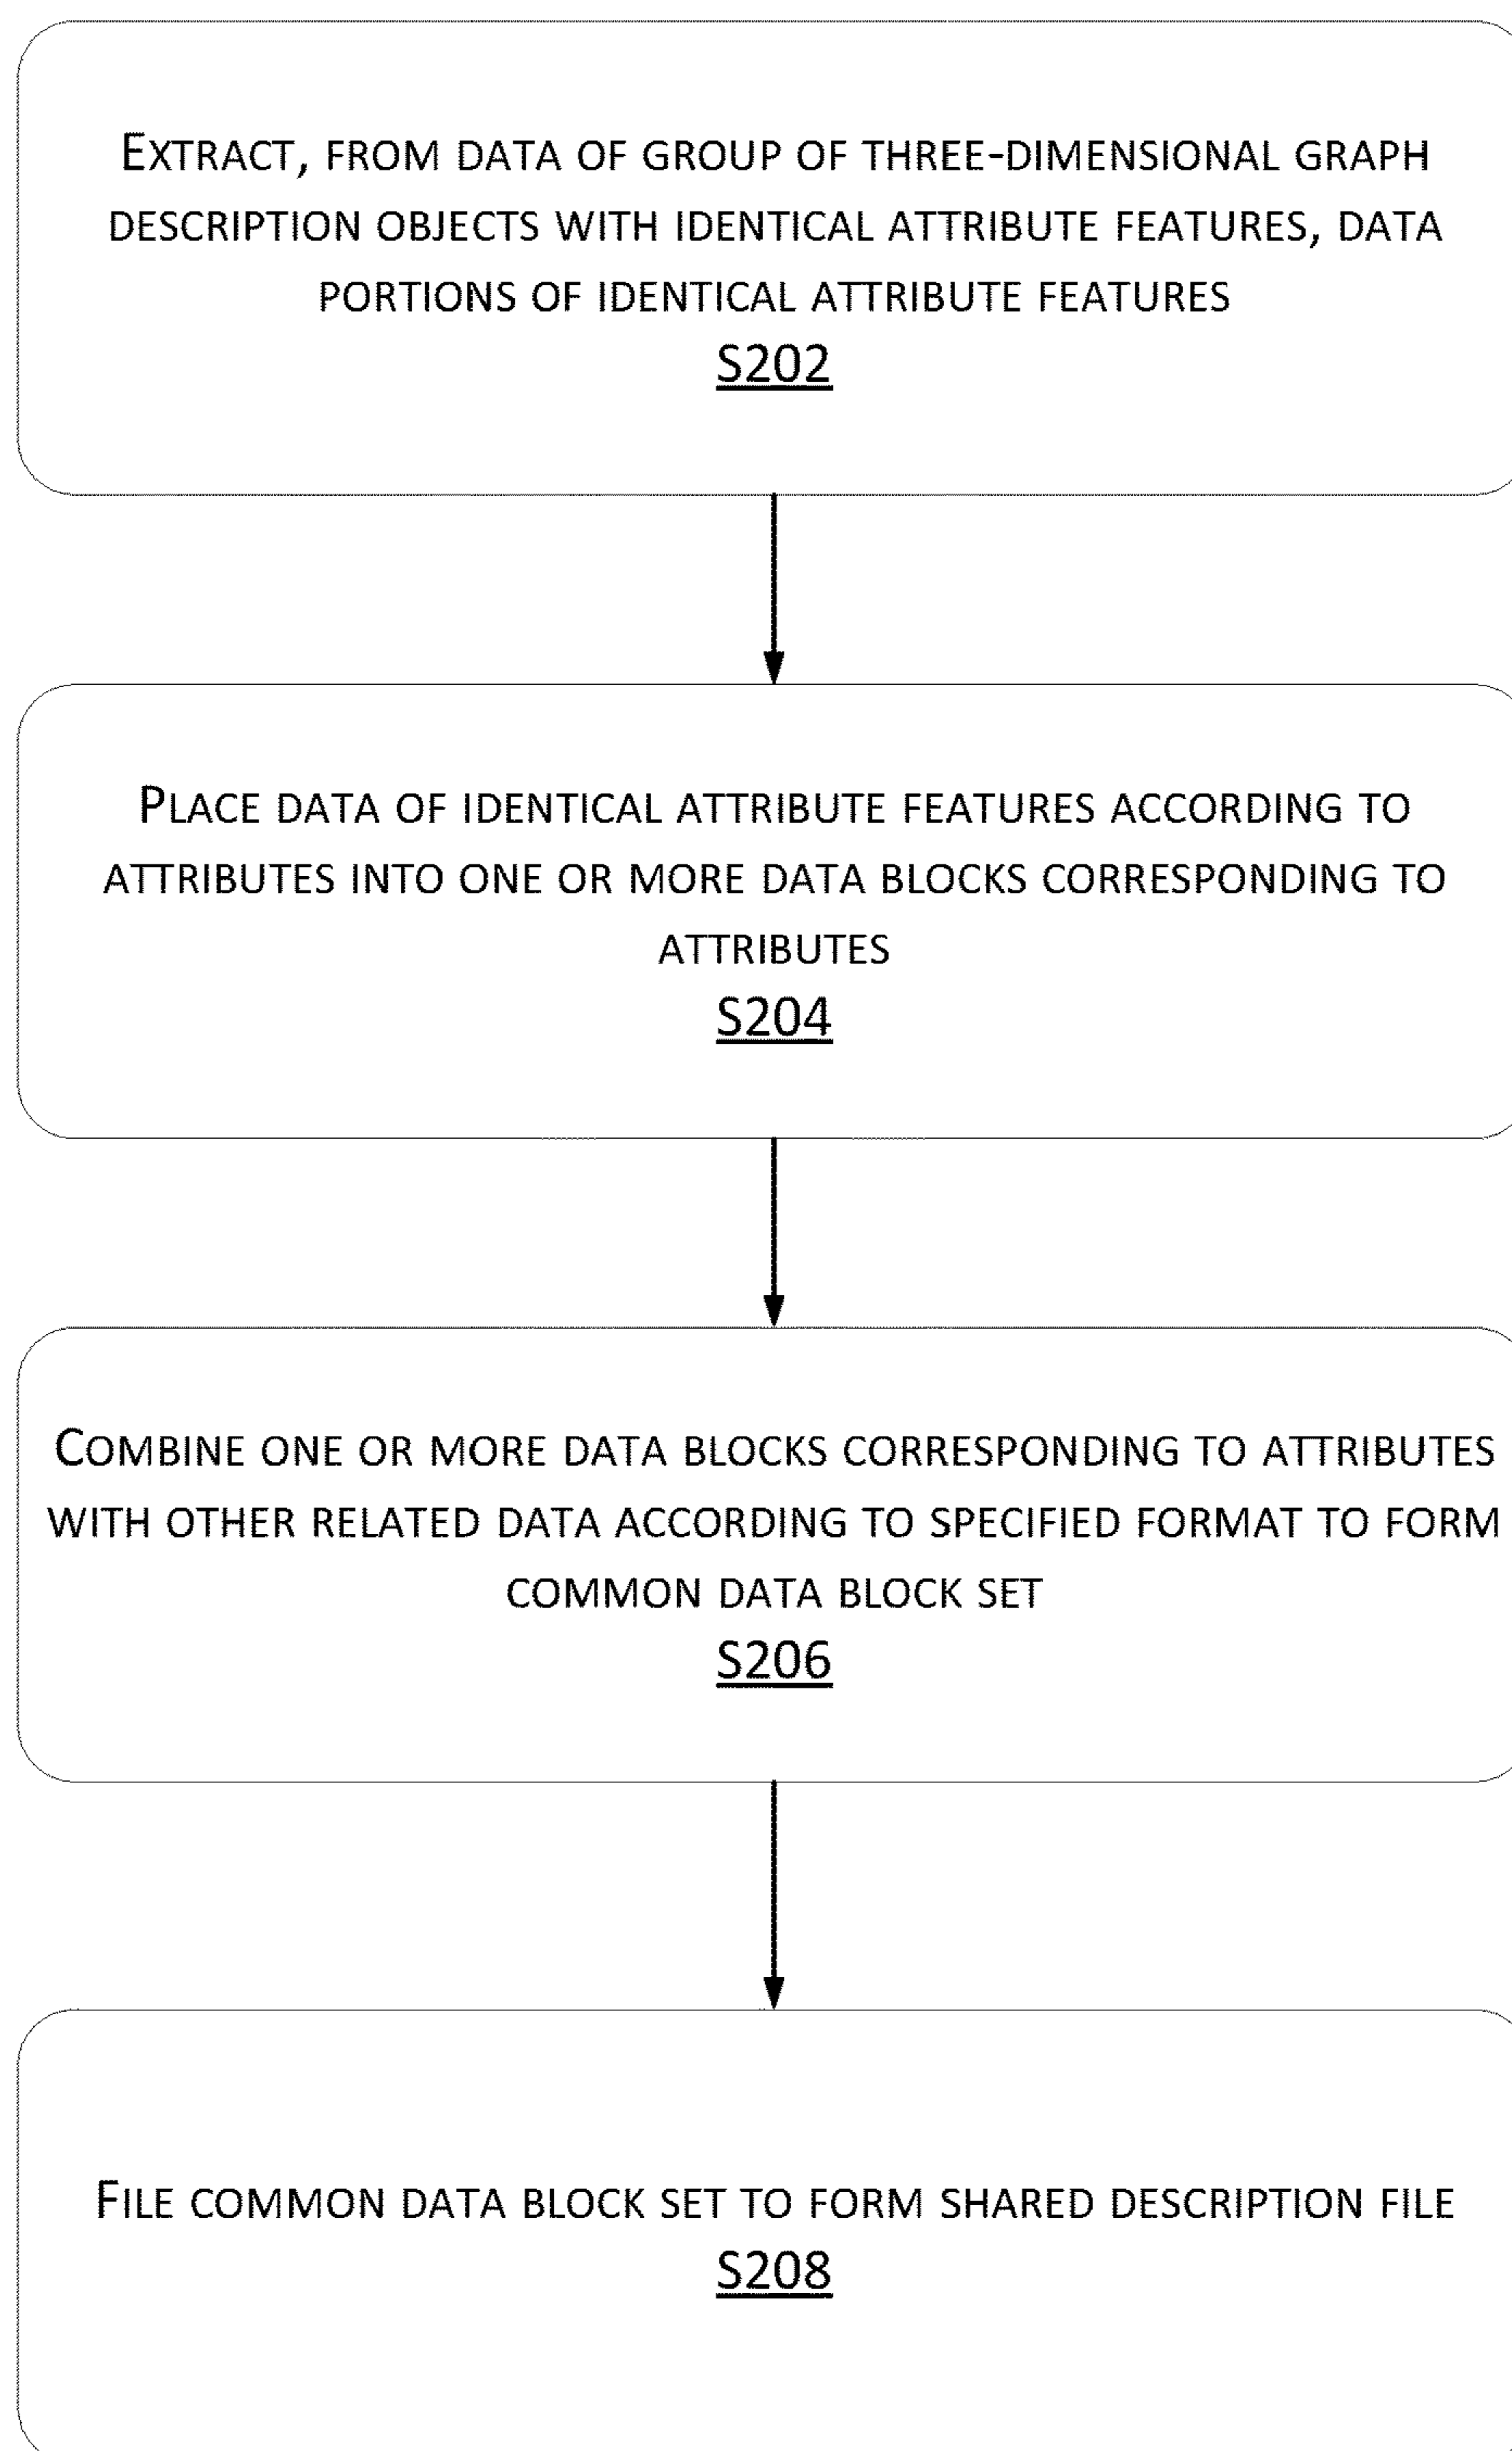 EXTRACT, FROM DATA OF GROUP OF THREE-DIMENSIONAL GRAPH
DESCRIPTION OBJECTS WITH IDENTICAL ATTRIBUTE FEATURES, DATA
PORTIONS OF IDENTICAL ATTRIBUTE FEATURES
S202
PLACE DATA OF IDENTICAL ATTRIBUTE FEATURES ACCORDING TO
ATTRIBUTES INTO ONE OR MORE DATA BLOCKS CORRESPONDING TO
ATTRIBUTES
S204
COMBINE ONE OR MORE DATA BLOCKS CORRESPONDING TO ATTRIBUTES
WITH OTHER RELATED DATA ACCORDING TO SPECIFIED FORMAT TO FORM
COMMON DATA BLOCK SET
S206
FILE COMMON DATA BLOCK SET TO FORM SHARED DESCRIPTION FILE
S208